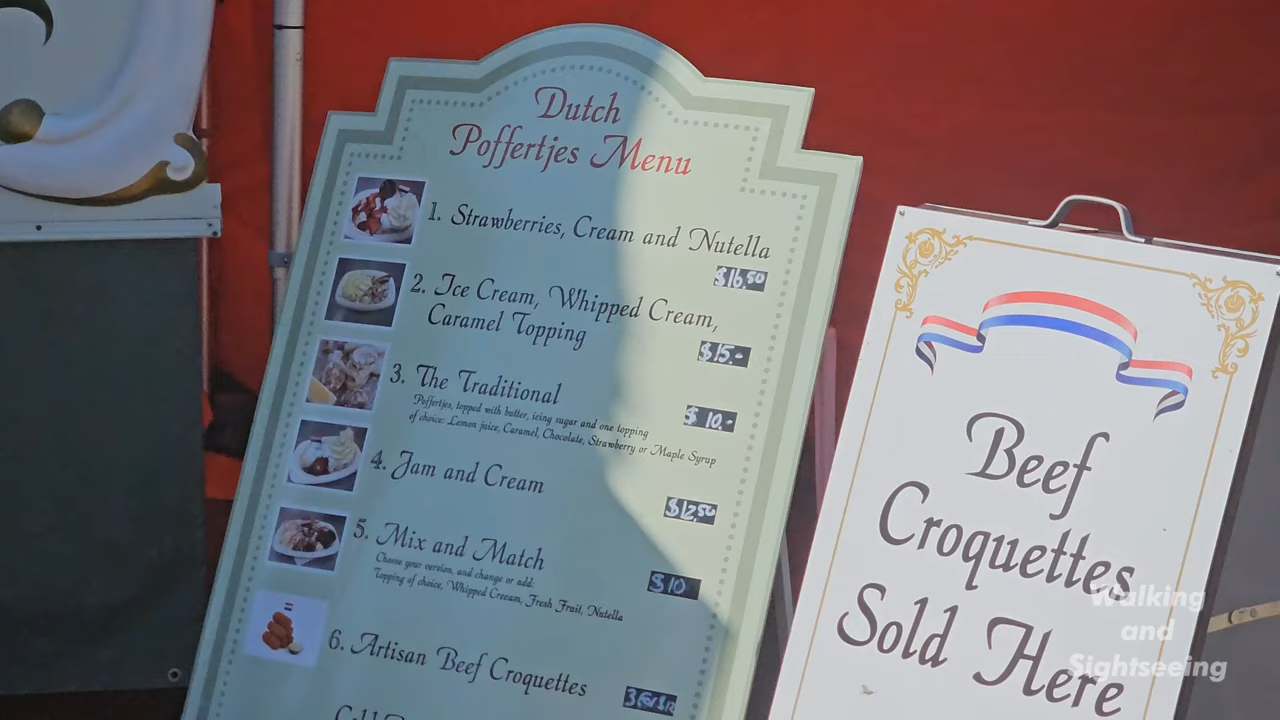 Dutch
Poffertjes Menu
1. Strawberries, Cream and Nutella
$16.50
2. Ice Cream, Whipped Cream,
Caramel Topping
$15.-
3. The Traditional
$10.-
Poffertjes, topped with butter, icing sugar and one topping
of choice: Lemon juice, Caramel, Chocolate, Strawberry or Maple Syrup
4. Jam and Cream
$12.50
5. Mix and Match
$10
Choose your version, and change or add:
Topping of choice, Whipped Cream, Fresh Fruit, Nutella
6. Artisan Beef Croquettes
Beef
Croquettes
Sold Here
Walking
and
Sightseeing